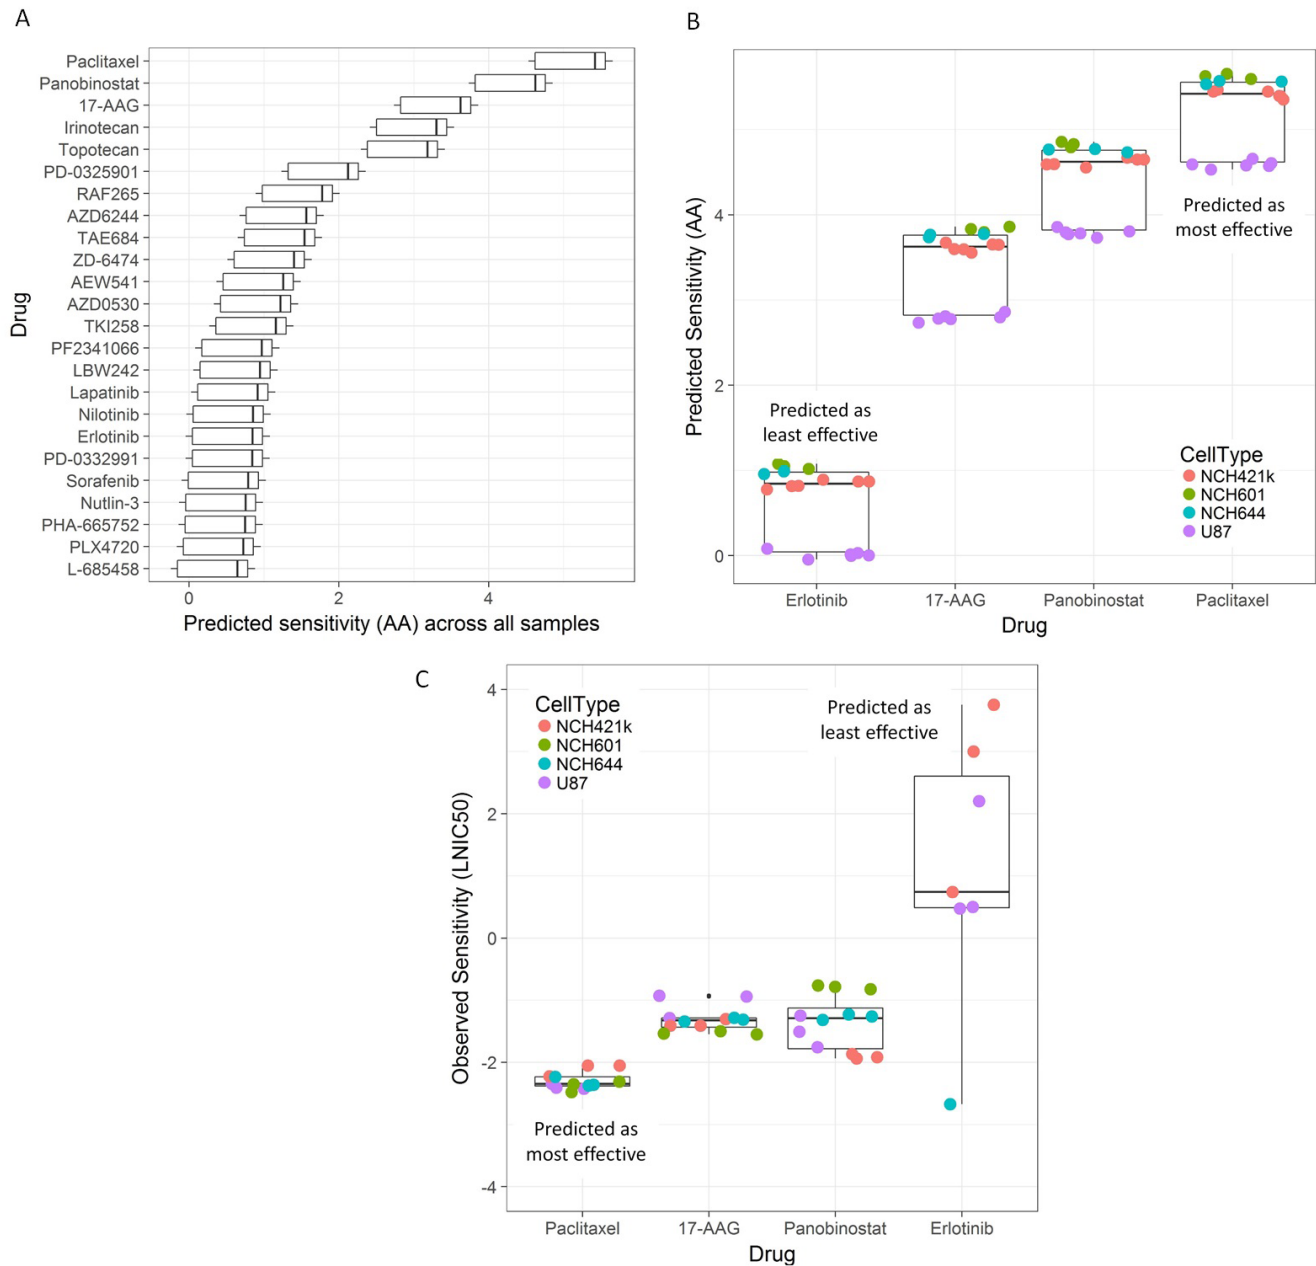 A
Drug
Paclitaxel
Panobinostat
17-AAG
Irinotecan
Topotecan
PD-0325901
RAF265
AZD6244
TAE684
ZD-6474
AEW541
AZD0530
TKI258
PF2341066
LBW242
Lapatinib
Nilotinib
Erlotinib
PD-0332991
Sorafenib
Nutlin-3
PHA-665752
PLX4720
L-685458
0 2 4
Predicted sensitivity (AA) across all samples
B
Predicted Sensitivity (AA)
4
2
0
Predicted as
most effective
Predicted as
least effective
CellType
NCH421k
NCH601
NCH644
U87
Erlotinib 17-AAG Panobinostat Paclitaxel
Drug
C
Observed Sensitivity (LNIC50)
4
2
0
-2
-4
CellType
NCH421k
NCH601
NCH644
U87
Predicted as
least effective
Predicted as
most effective
Paclitaxel 17-AAG Panobinostat Erlotinib
Drug